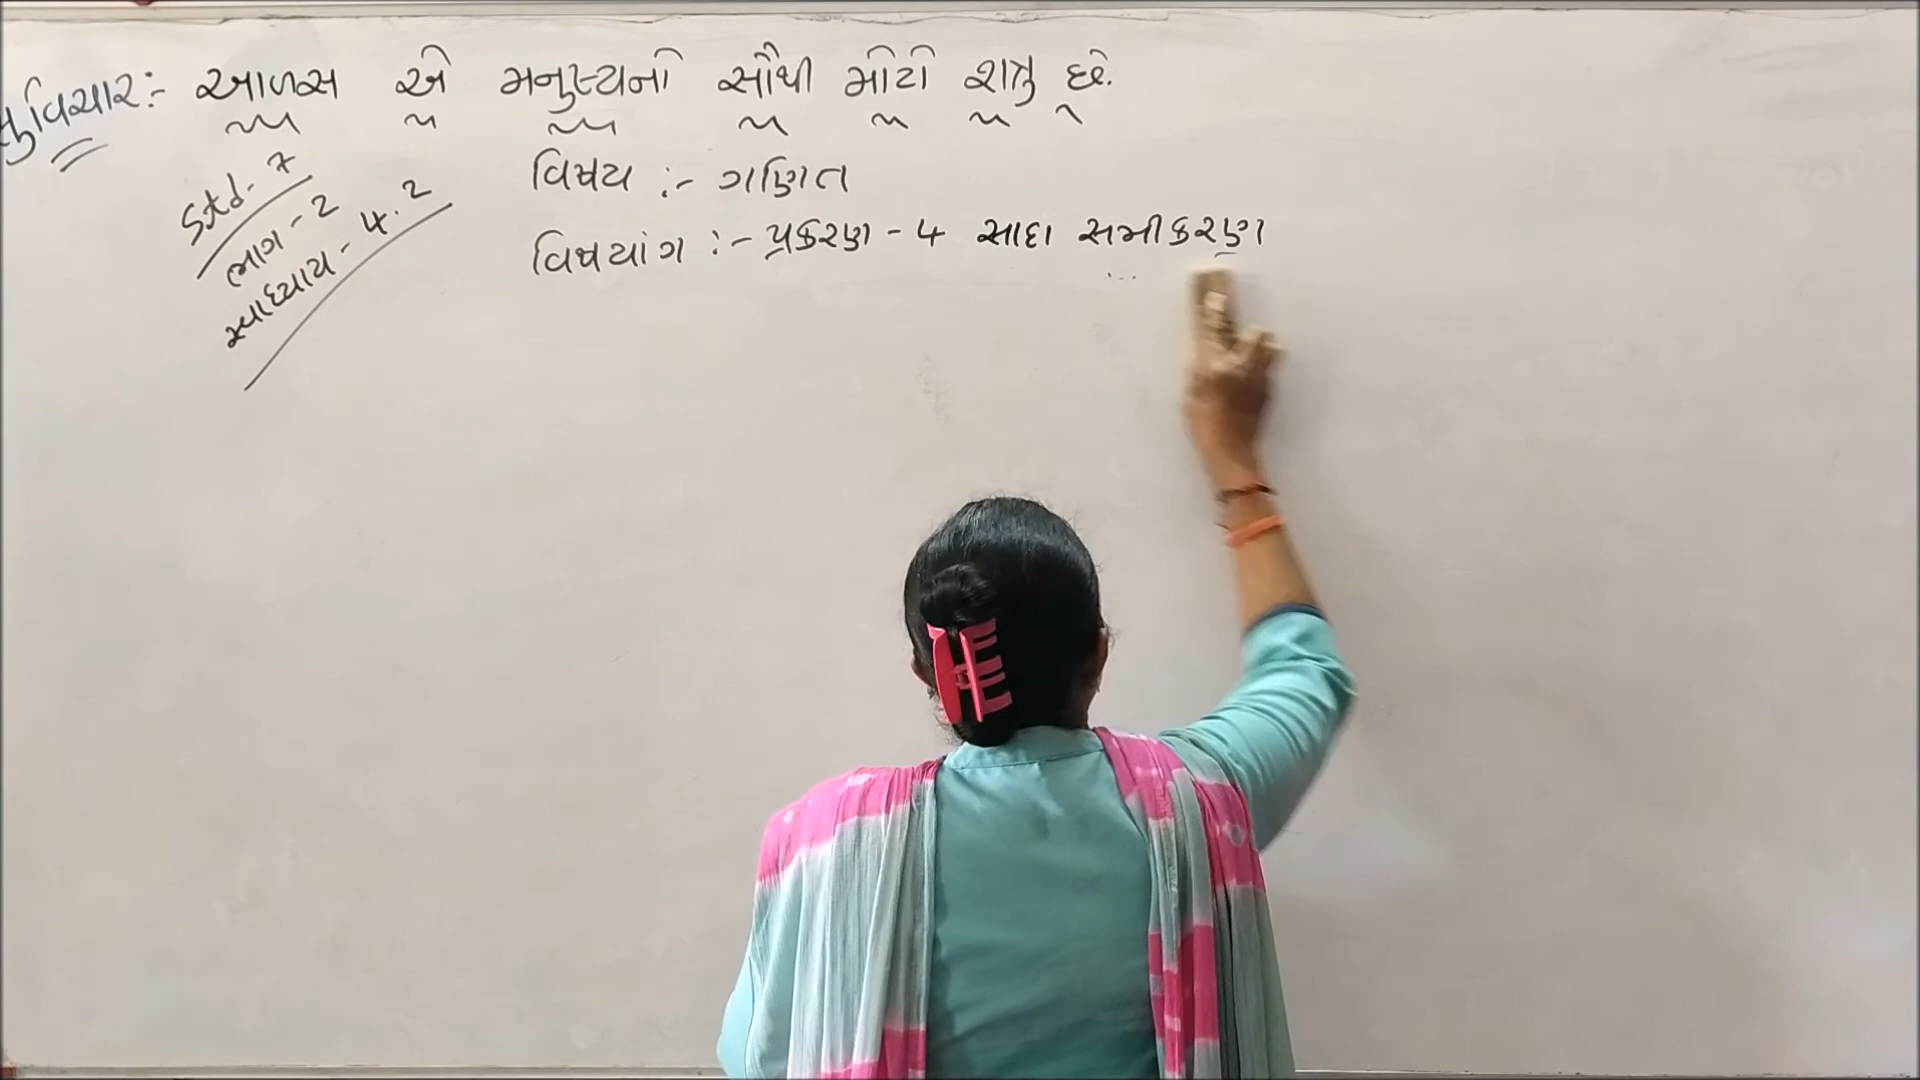 સુવિચાર:- આળસ એ મનુષ્યનો સૌથી મોટો શત્રુ છે.
Std- 7
ભાગ- 2
સ્વાધ્યાય- 4.2
વિષય :- ગણિત
વિષયાંગ :- પ્રકરણ - 4 સાદા સમીકરણ